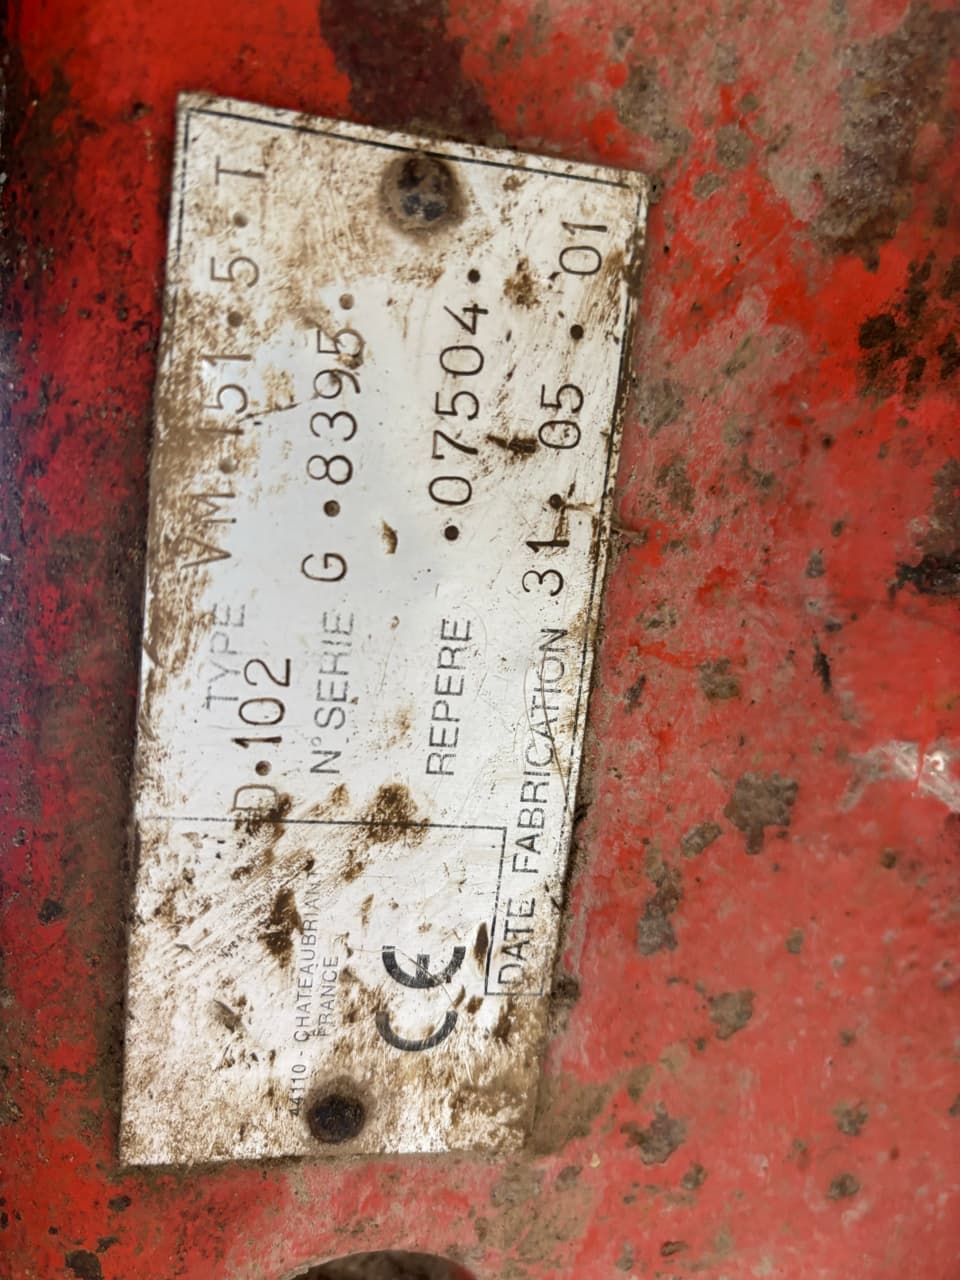 TYPE VM.151.5.T
D.102
N°SERIE G.8395.
REPERE .07504.
DATE FABRICATION 31.05.01
44110 - CHATEAUBRIANT
FRANCE
CE